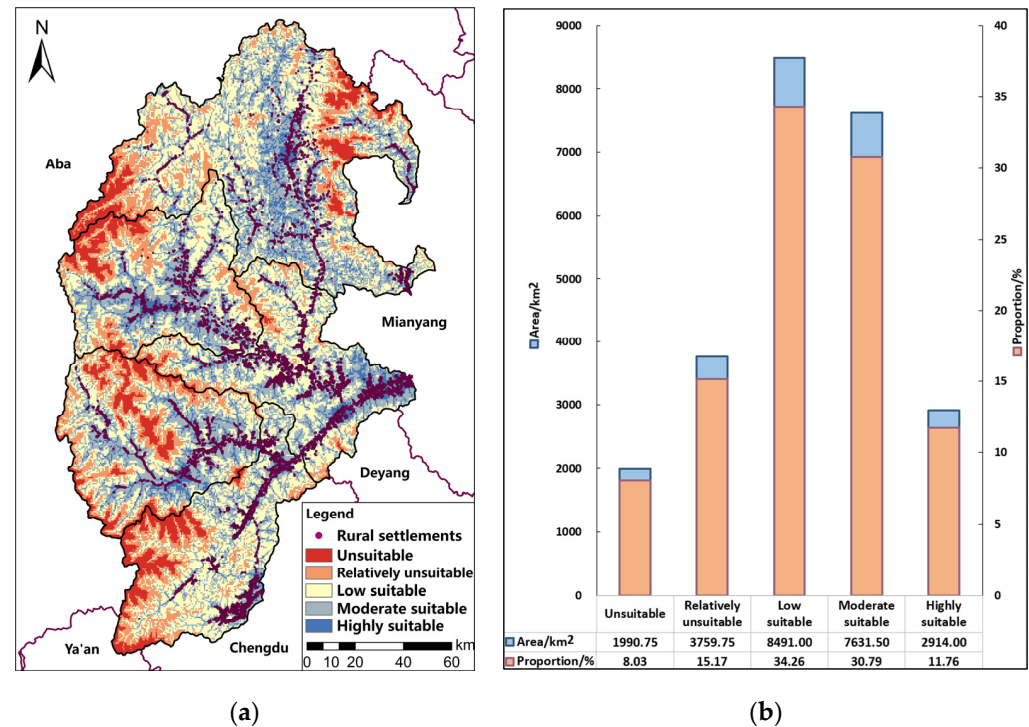 N
Aba
Mianyang
Deyang
Ya'an
Chengdu
Legend
Rural settlements
Unsuitable
Relatively unsuitable
Low suitable
Moderate suitable
Highly suitable
km
0 10 20 40 60
(a)
9000
8000
7000
6000
5000
4000
3000
2000
1000
0
Area/km²
40
35
30
25
20
15
10
5
0
Proportion/%
Unsuitable
Relatively
unsuitable
Low
suitable
Moderate
suitable
Highly
suitable
Area/km² 1990.75 3759.75 8491.00 7631.50 2914.00
Proportion/% 8.03 15.17 34.26 30.79 11.76
(b)